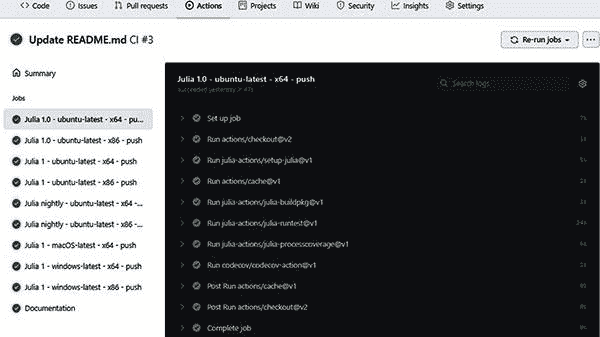 Code Issues Pull requests Actions Projects Wiki Security Insights Settings
Update README.md CI #3 Re-run jobs
Summary
Jobs
Julia 1.0 - ubuntu-latest - x64 - pu...
Julia 1.0 - ubuntu-latest - x86 - push
Julia 1 - ubuntu-latest - x64 - push
Julia 1 - ubuntu-latest - x86 - push
Julia nightly - ubuntu-latest - x64 -...
Julia nightly - ubuntu-latest - x86 -...
Julia 1 - macOS-latest - x64 - push
Julia 1 - windows-latest - x64 - push
Julia 1 - windows-latest - x86 - push
Documentation
Julia 1.0 - ubuntu-latest - x64 - push
succeeded yesterday in 47s
Search logs
Set up job
Run actions/checkout@v2
Run julia-actions/setup-julia@v1
Run actions/cache@v1
Run julia-actions/julia-buildpkg@v1
Run julia-actions/julia-runtest@v1
Run julia-actions/julia-processcoverage@v1
Run codecov/codecov-action@v1
Post Run actions/cache@v1
Post Run actions/checkout@v2
Complete job